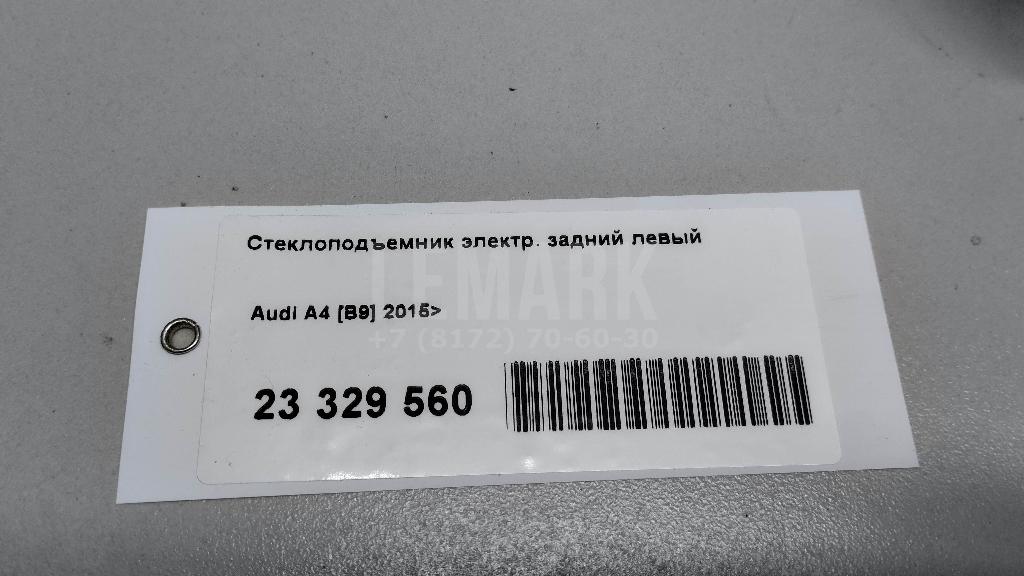 Стеклоподъемник электр. задний левый
LEMARK
Audi A4 [B9] 2015>
+7 (8172) 70-60-30
23 329 560